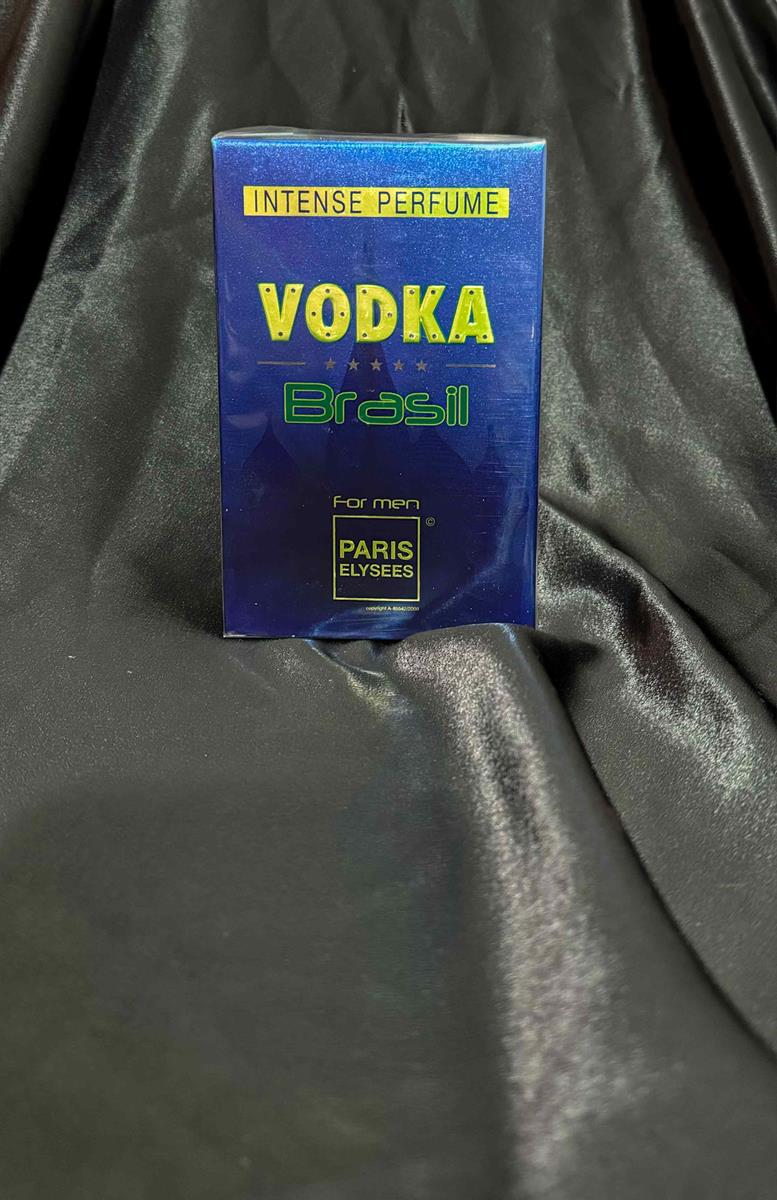 INTENSE PERFUME
VODKA
Brasil
For men
©
PARIS
ELYSEES